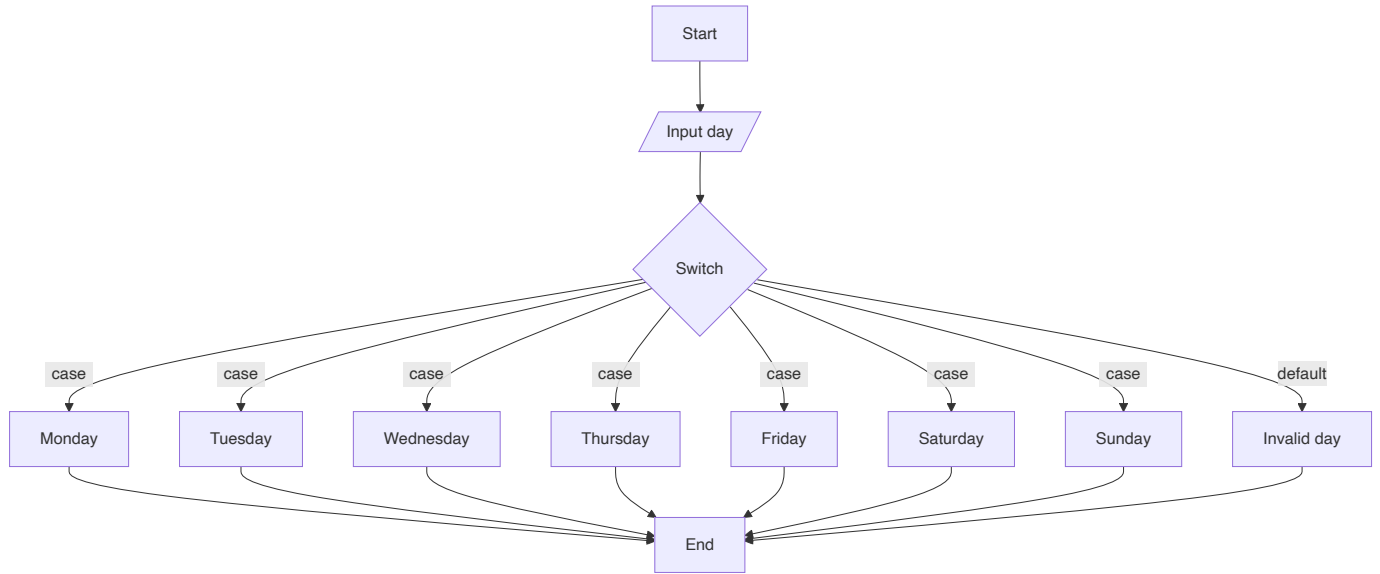 Start
Input day
Switch
case
case
case
case
case
case
case
default
Monday
Tuesday
Wednesday
Thursday
Friday
Saturday
Sunday
Invalid day
End